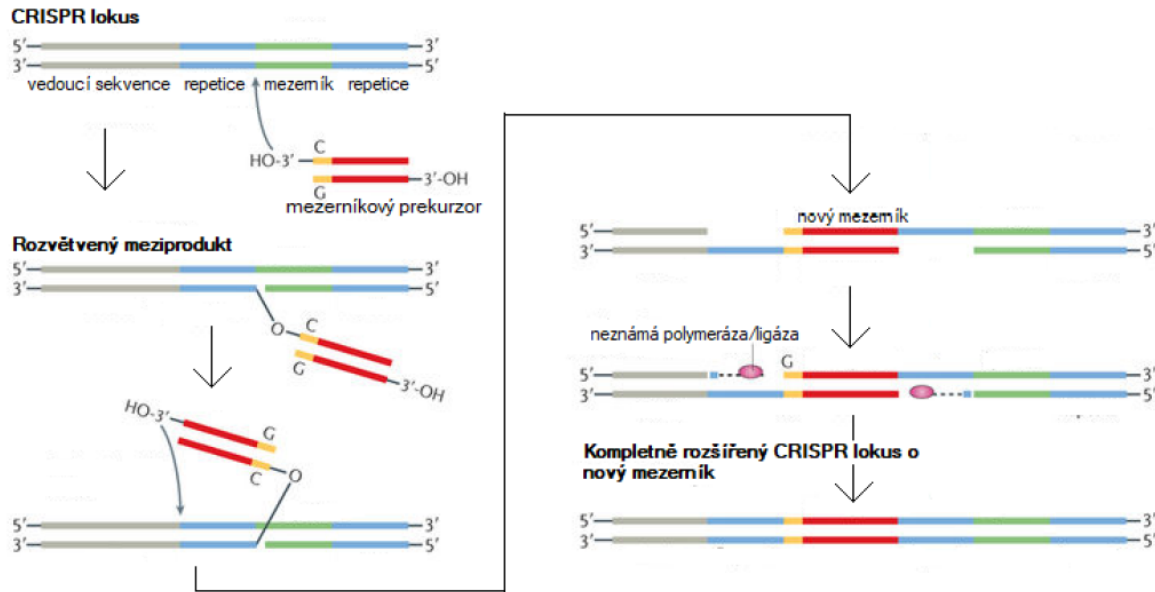 CRISPR lokus
5' 3'
3' 5'
vedoucí sekvence repetice mezerník repetice
HO-3' C
G 3'-OH
mezerníkový prekurzor
Rozvětvený meziprodukt
5' 3'
3' 5'
O C
G
3'-OH
HO-3'
G
C O
5' 3'
3' 5'
nový mezerník
5' 3'
3' 5'
neznámá polymeráza/ligáza
G
5' 3'
3' 5'
Kompletně rozšířený CRISPR lokus o
nový mezerník
5' 3'
3' 5'